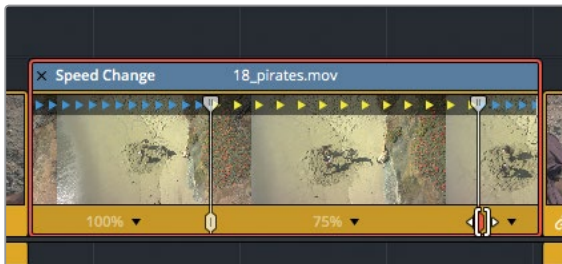 × Speed Change 18_pirates.mov
100% ▼ 75% ▼ ▼